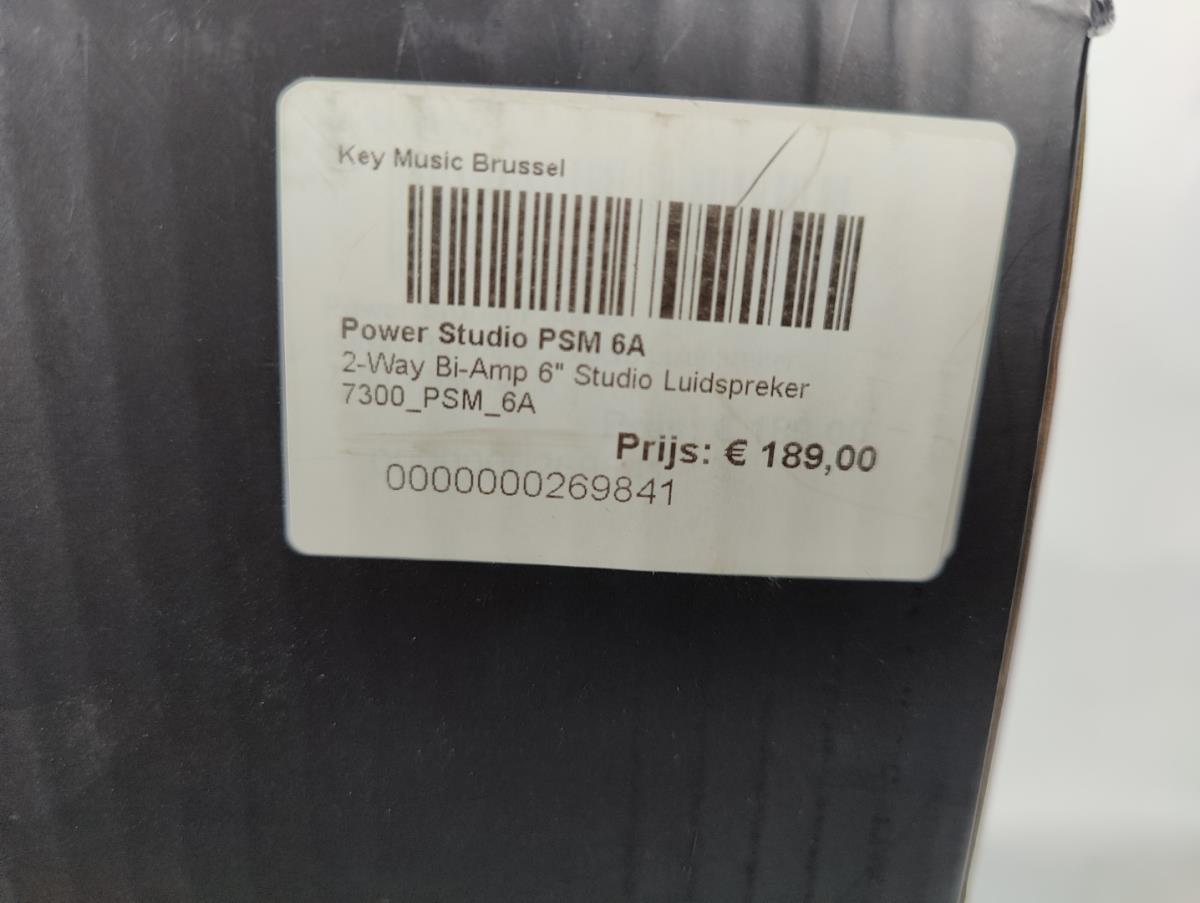 Key Music Brussel
Power Studio PSM 6A
2-Way Bi-Amp 6" Studio Luidspreker
7300_PSM_6A
Prijs: € 189,00
0000000269841